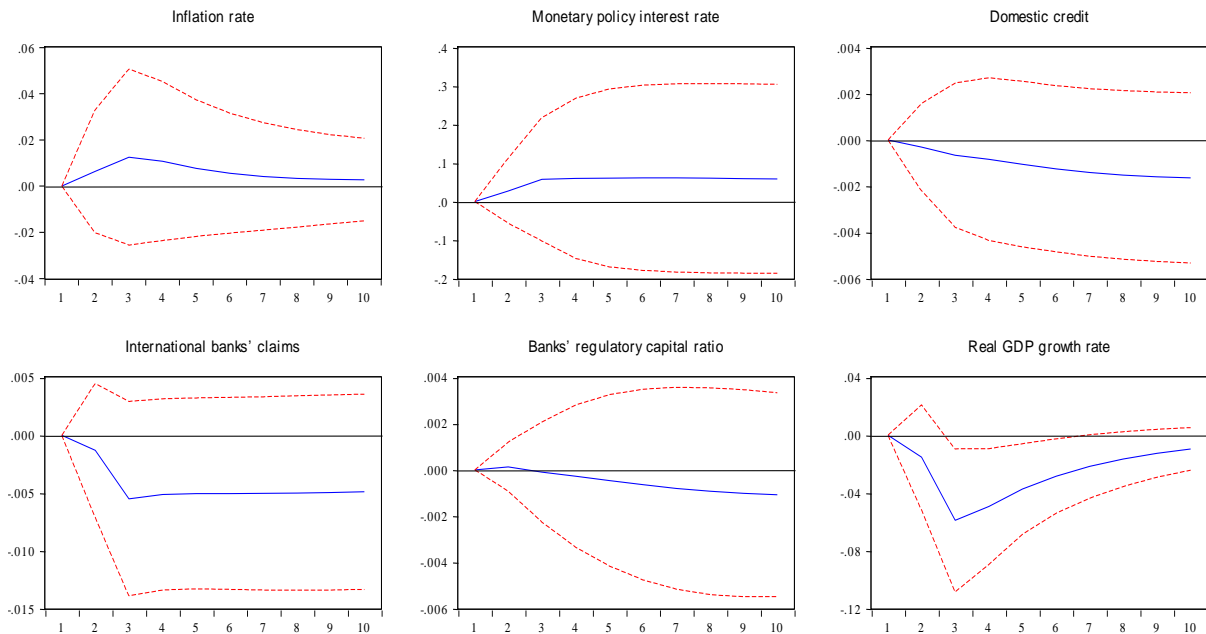 Inflation rate
.06
.04
.02
.00
-.02
-.04
1 2 3 4 5 6 7 8 9 10
Monetary policy interest rate
.4
.3
.2
.1
.0
-.1
-.2
1 2 3 4 5 6 7 8 9 10
Domestic credit
.004
.002
.000
-.002
-.004
-.006
1 2 3 4 5 6 7 8 9 10
International banks’ claims
.005
.000
-.005
-.010
-.015
1 2 3 4 5 6 7 8 9 10
Banks’ regulatory capital ratio
.004
.002
.000
-.002
-.004
-.006
1 2 3 4 5 6 7 8 9 10
Real GDP growth rate
.04
.00
-.04
-.08
-.12
1 2 3 4 5 6 7 8 9 10